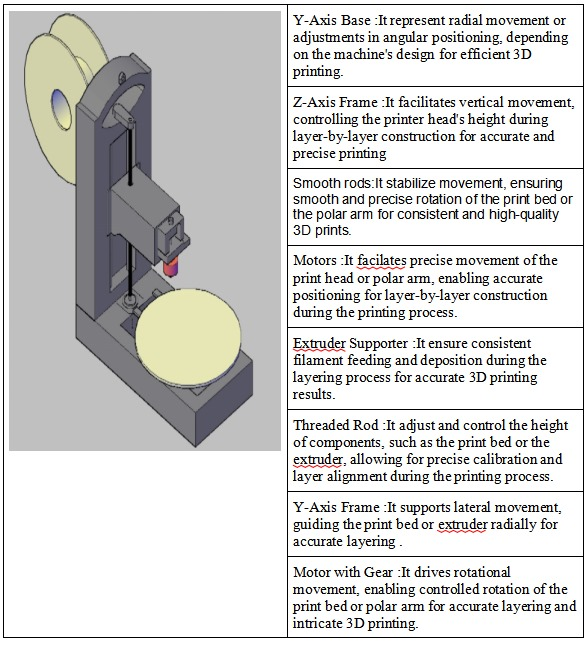 Y-Axis Base :It represent radial movement or
adjustments in angular positioning, depending
on the machine's design for efficient 3D
printing.
Z-Axis Frame :It facilitates vertical movement,
controlling the printer head's height during
layer-by-layer construction for accurate and
precise printing
Smooth rods:It stabilize movement, ensuring
smooth and precise rotation of the print bed or
the polar arm for consistent and high-quality
3D prints.
Motors :It facilates precise movement of the
print head or polar arm, enabling accurate
positioning for layer-by-layer construction
during the printing process.
Extruder Supporter :It ensure consistent
filament feeding and deposition during the
layering process for accurate 3D printing
results.
Threaded Rod :It adjust and control the height
of components, such as the print bed or the
extruder, allowing for precise calibration and
layer alignment during the printing process.
Y-Axis Frame :It supports lateral movement,
guiding the print bed or extruder radially for
accurate layering .
Motor with Gear :It drives rotational
movement, enabling controlled rotation of the
print bed or polar arm for accurate layering and
intricate 3D printing.